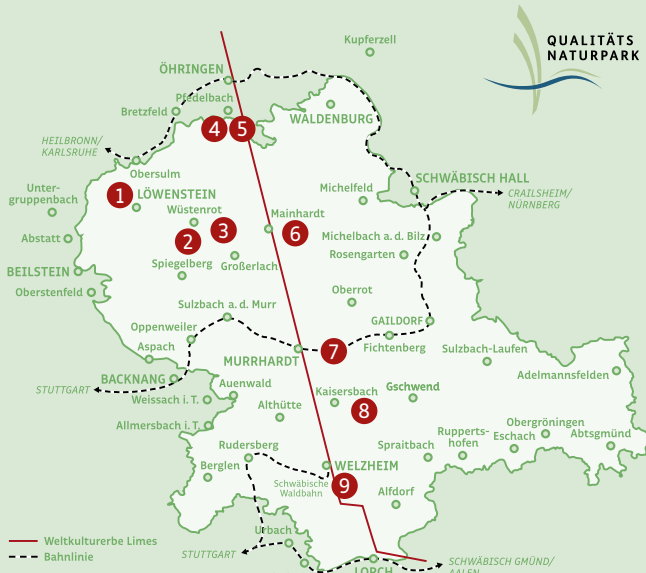 Kupferzell
QUALITÄTS
NATURPARK
ÖHRINGEN
Pfedelbach
Bretzfeld
4
5
WALDENBURG
HEILBRONN/
KARLSRUHE
Obersulm
SCHWÄBISCH HALL
CRAILSHEIM/
NÜRNBERG
Unter-
gruppenbach
1
LÖWENSTEIN
Michelfeld
Wüstenrot
Mainhardt
2
3
6
Abstatt
Michelbach a. d. Bilz
Rosengarten
BEILSTEIN
Spiegelberg
Großerlach
Oberstenfeld
Oberrot
Sulzbach a. d. Murr
GAILDORF
Oppenweiler
Aspach
MURRHARDT
7
Fichtenberg
Sulzbach-Laufen
Adelmannsfelden
BACKNANG
STUTTGART
Auenwald
Weissach i. T.
Kaisersbach
Gschwend
8
Althütte
Allmersbach i. T.
Obergröningen
Rupperts-
hofen
Eschach
Abtsgmünd
Rudersberg
Spraitbach
Berglen
WELZHEIM
Schwäbische
Waldbahn
9
Alfdorf
Urbach
Weltkulturerbe Limes
Bahnlinie
STUTTGART
LORCH
SCHWÄBISCH GMÜND/
AALEN